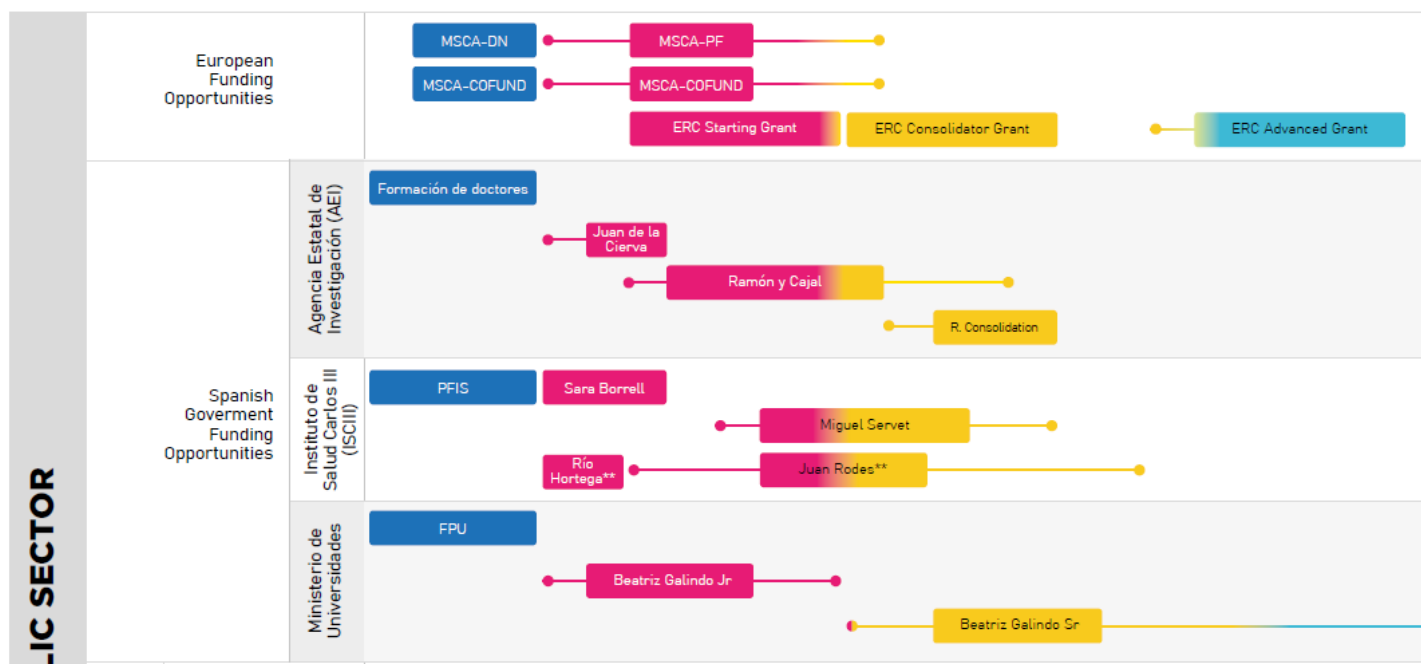 European
Funding
Opportunities
MSCA-DN
MSCA-PF
MSCA-COFUND
MSCA-COFUND
ERC Starting Grant
ERC Consolidator Grant
ERC Advanced Grant
LIC SECTOR
Spanish
Goverment
Funding
Opportunities
Agencia Estatal de
Investigación (AEI)
Formación de doctores
Juan de la
Cierva
Ramón y Cajal
R. Consolidation
Instituto de
Salud Carlos III
(ISCIII)
PFIS
Sara Borrell
Miguel Servet
Río
Hortega**
Juan Rodes**
Ministerio de
Universidades
FPU
Beatriz Galindo Jr
Beatriz Galindo Sr